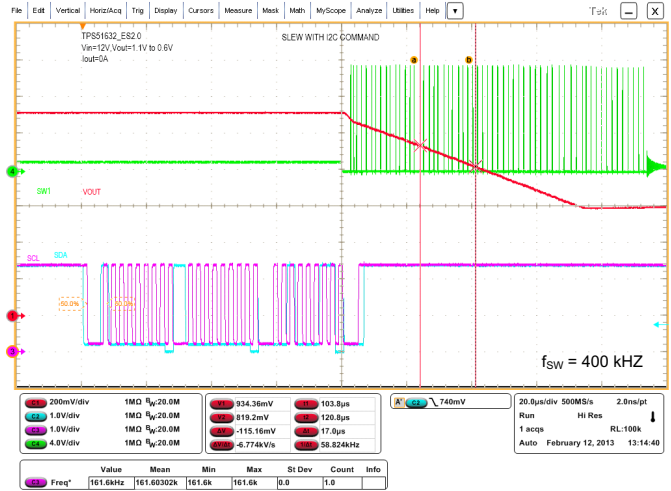 File Edit Vertical Horiz/Acq Trig Display Cursors Measure Mask Math MyScope Analyze Utilities Help Tek
TPS51632_ES2.0
Vin=12V,Vout=1.1V to 0.6V
Iout=0A
SLEW WITH I2C COMMAND
a b
4
SW1 VOUT
SCL SDA
50.0%
1
3
fSW = 400 kHZ
C1 200mV/div 1MΩ BW:20.0M
C2 1.0V/div 1MΩ BW:20.0M
C3 1.0V/div 1MΩ BW:20.0M
C4 4.0V/div 1MΩ BW:20.0M
V1 934.36mV t1 103.8µs
V2 819.2mV t2 120.8µs
ΔV -115.16mV Δt 17.0µs
ΔV/Δt -6.774kV/s 1/Δt 58.824kHz
A' C2 740mV
20.0µs/div 500MS/s 2.0ns/pt
Run Hi Res
1 acqs RL:100k
Auto February 12, 2013 13:14:40
Value Mean Min Max St Dev Count Info
C3 Freq* 161.6kHz 161.60302k 161.6k 161.6k 0.0 1.0